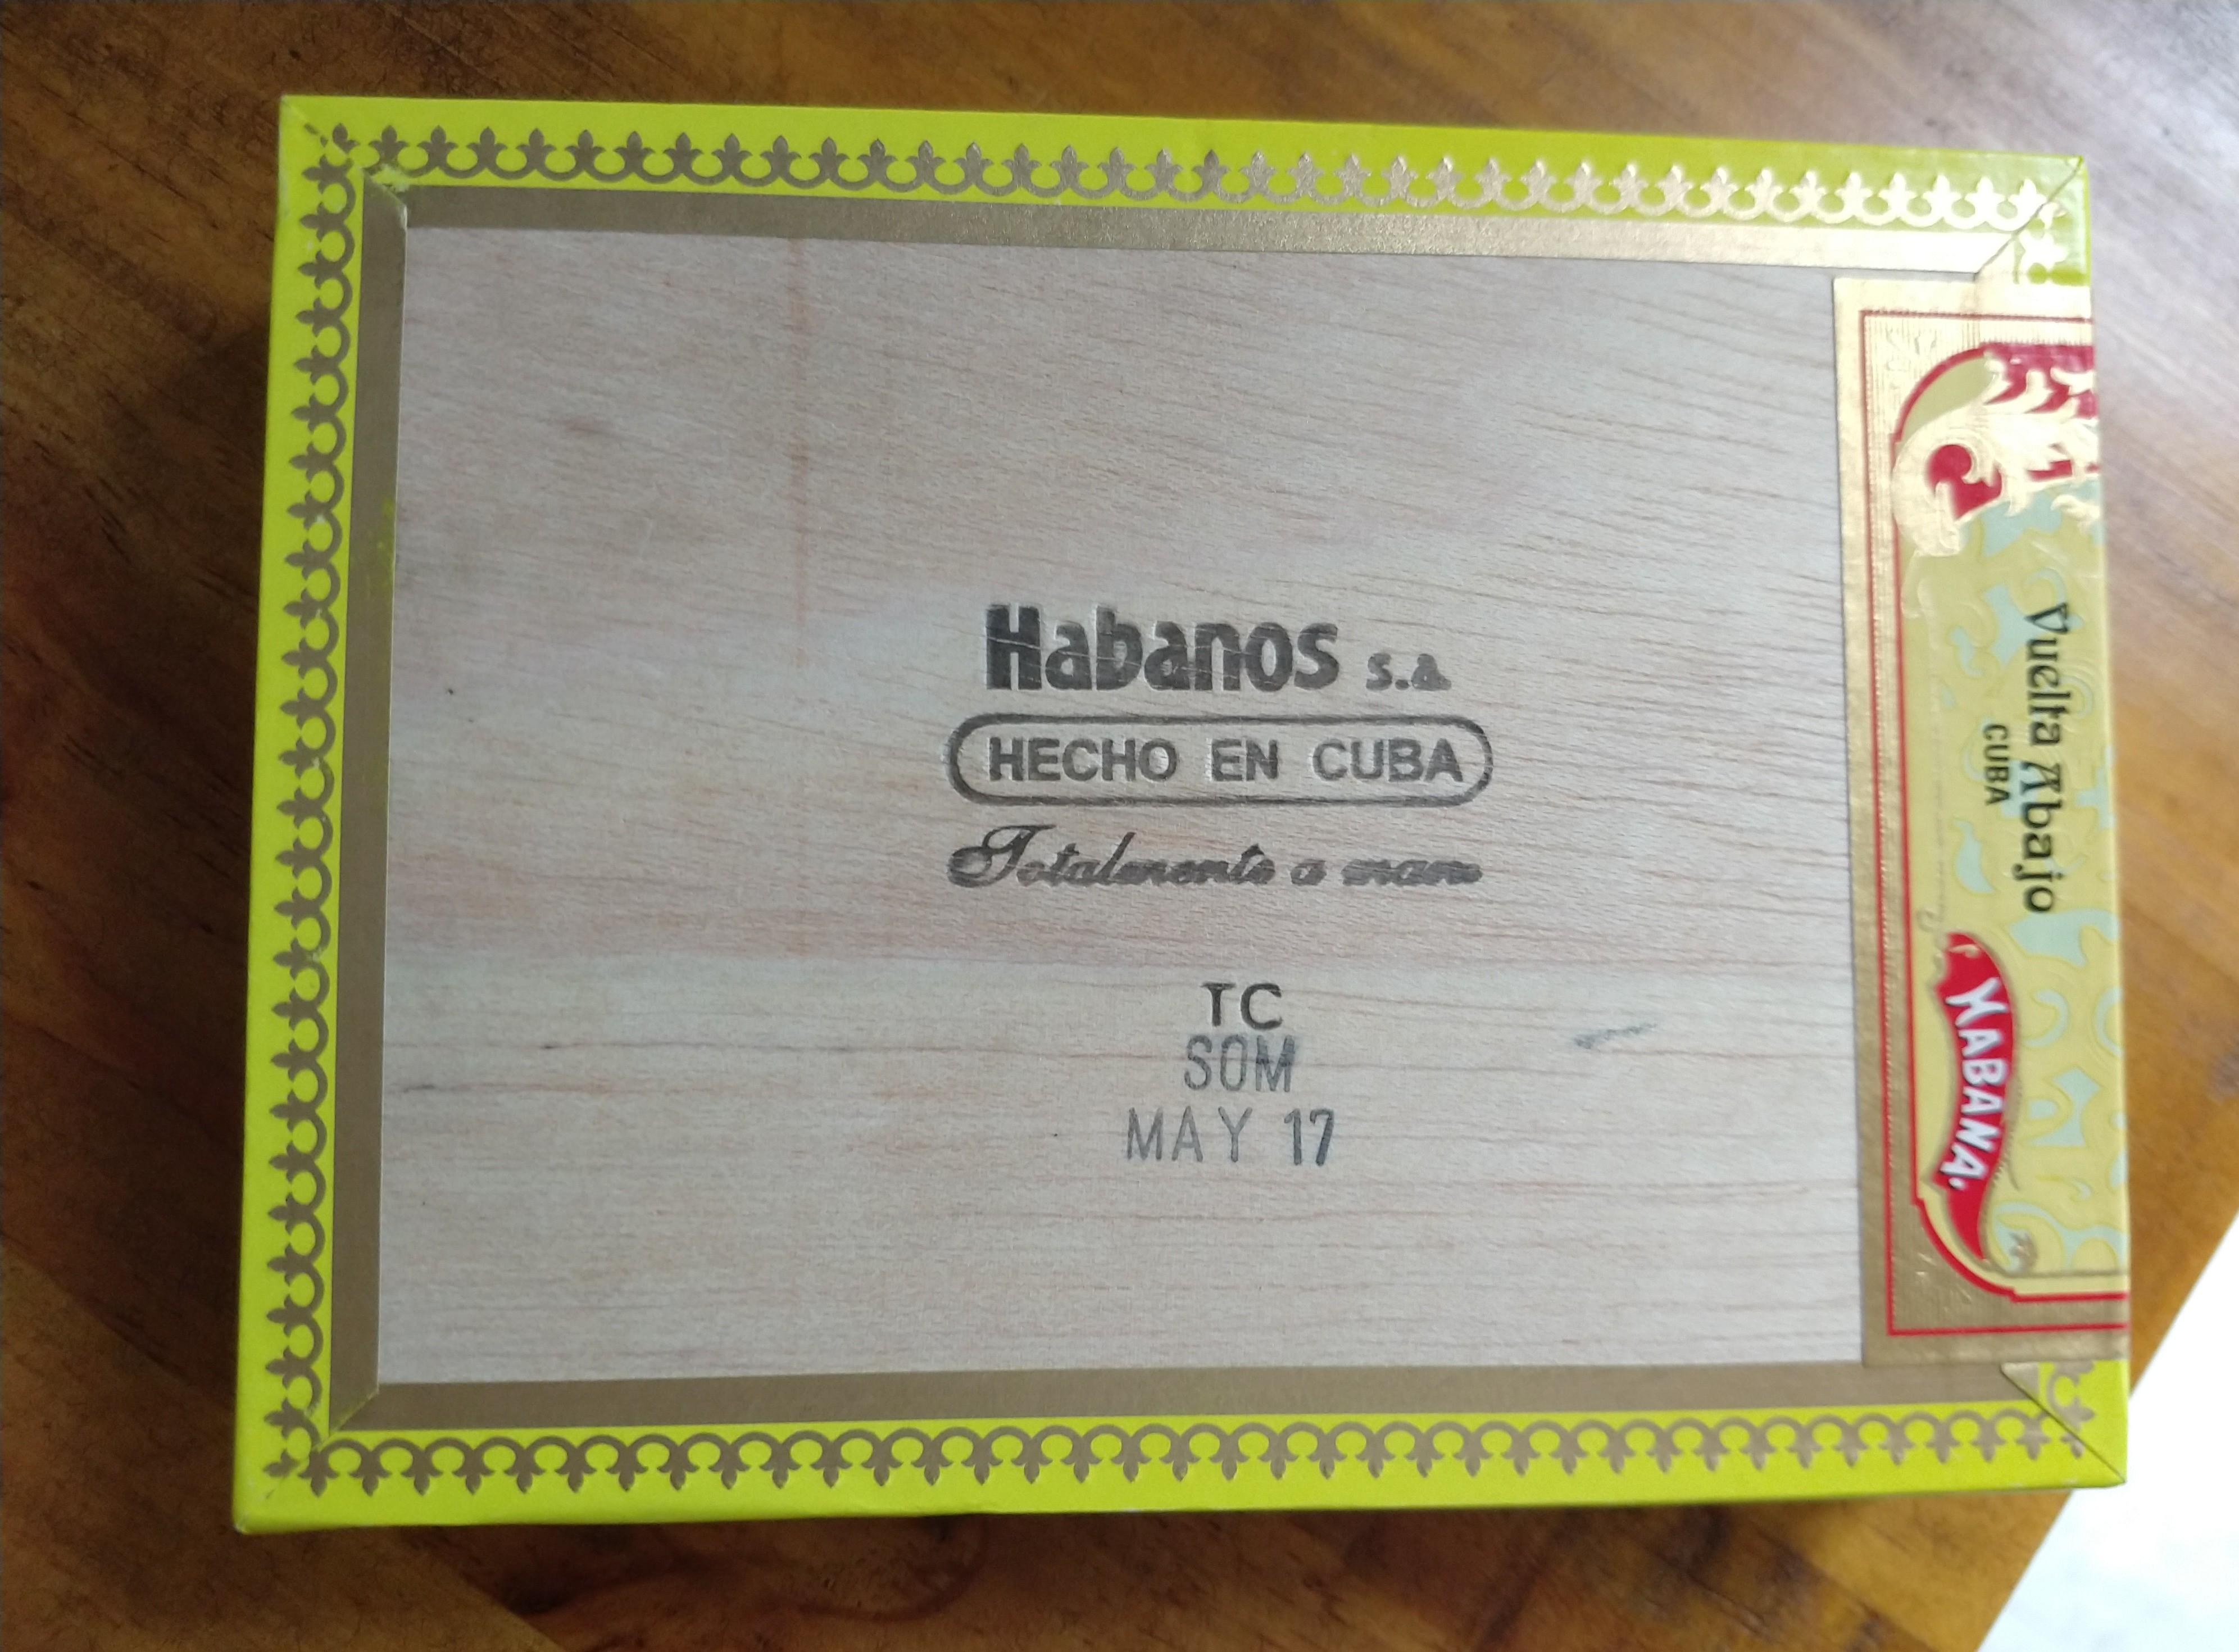 Habanos s.a.
HECHO EN CUBA
Totalmente a mano
TC
SOM
MAY 17
Vuelta Abajo
CUBA
HABANA.